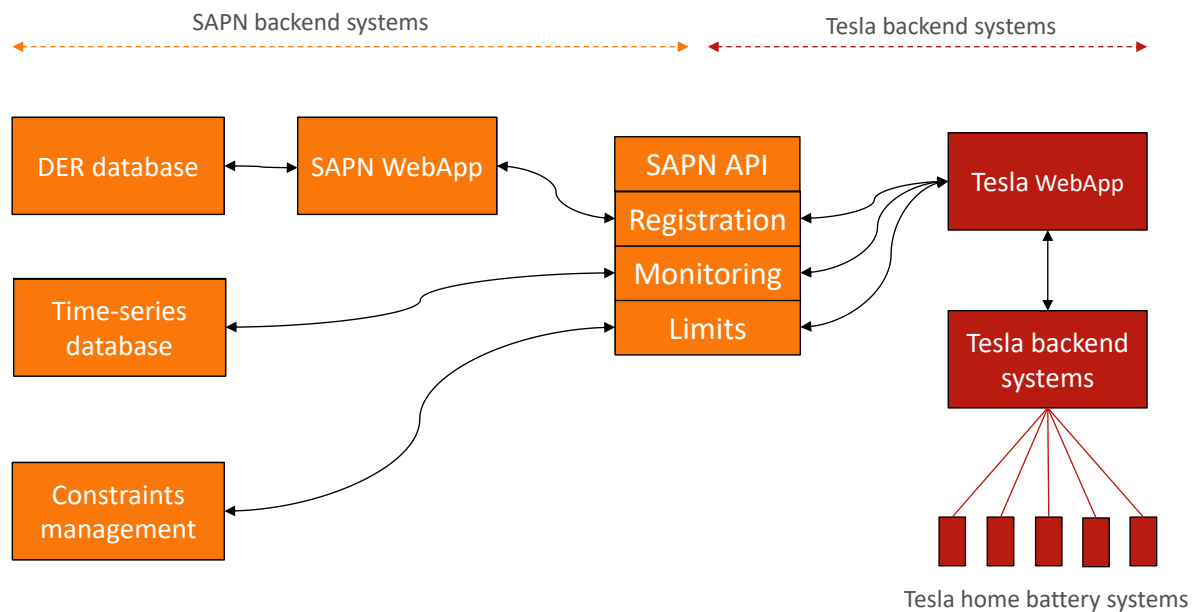 SAPN backend systems
Tesla backend systems
DER database
SAPN WebApp
SAPN API
Registration
Monitoring
Limits
Tesla WebApp
Time-series
database
Tesla backend
systems
Constraints
management
Tesla home battery systems